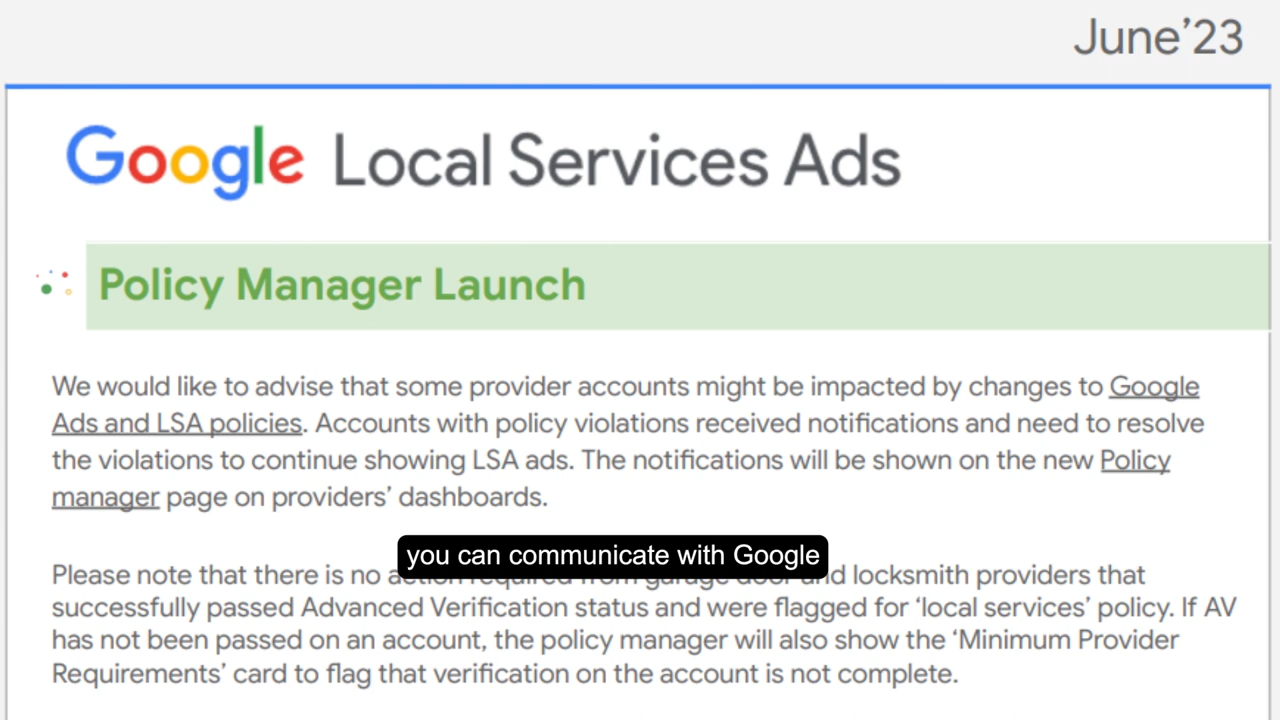 June’23
Google Local Services Ads
Policy Manager Launch
We would like to advise that some provider accounts might be impacted by changes to Google
Ads and LSA policies. Accounts with policy violations received notifications and need to resolve
the violations to continue showing LSA ads. The notifications will be shown on the new Policy
manager page on providers’ dashboards.
you can communicate with Google
Please note that there is no and locksmith providers that
successfully passed Advanced Verification status and were flagged for ‘local services’ policy. If AV
has not been passed on an account, the policy manager will also show the ‘Minimum Provider
Requirements’ card to flag that verification on the account is not complete.